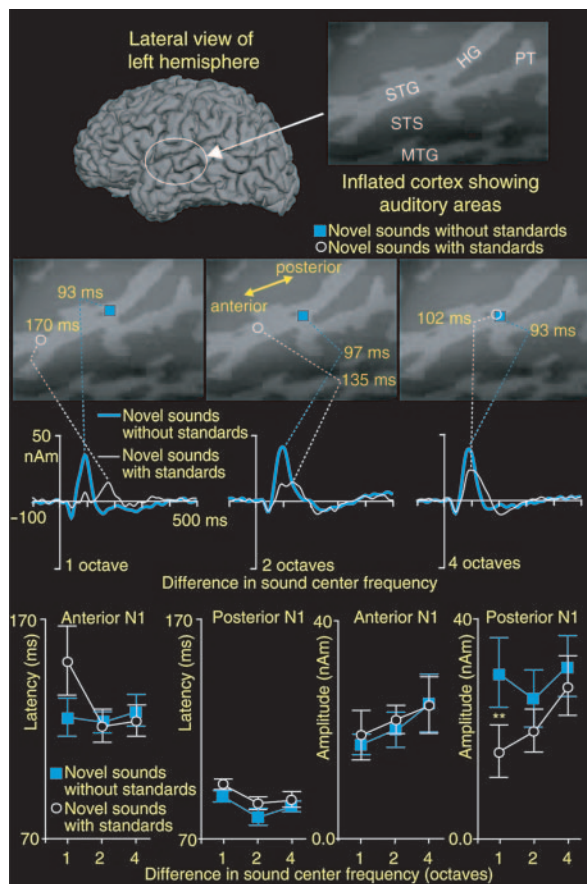 Lateral view of
left hemisphere
HG
PT
STG
STS
MTG
Inflated cortex showing
auditory areas
Novel sounds without standards
Novel sounds with standards
93 ms
170 ms
posterior
anterior
97 ms
135 ms
102 ms
93 ms
50
nAm
Novel sounds
without standards
Novel sounds
with standards
−100
500 ms
1 octave
2 octaves
4 octaves
Difference in sound center frequency
170
Anterior N1
Latency (ms)
Novel sounds
without standards
Novel sounds
with standards
70
1 2 4
170
Posterior N1
Latency (ms)
70
1 2 4
40
Anterior N1
Amplitude (nAm)
0.0
1 2 4
40
Posterior N1
Amplitude (nAm)
**
0.0
1 2 4
Difference in sound center frequency (octaves)